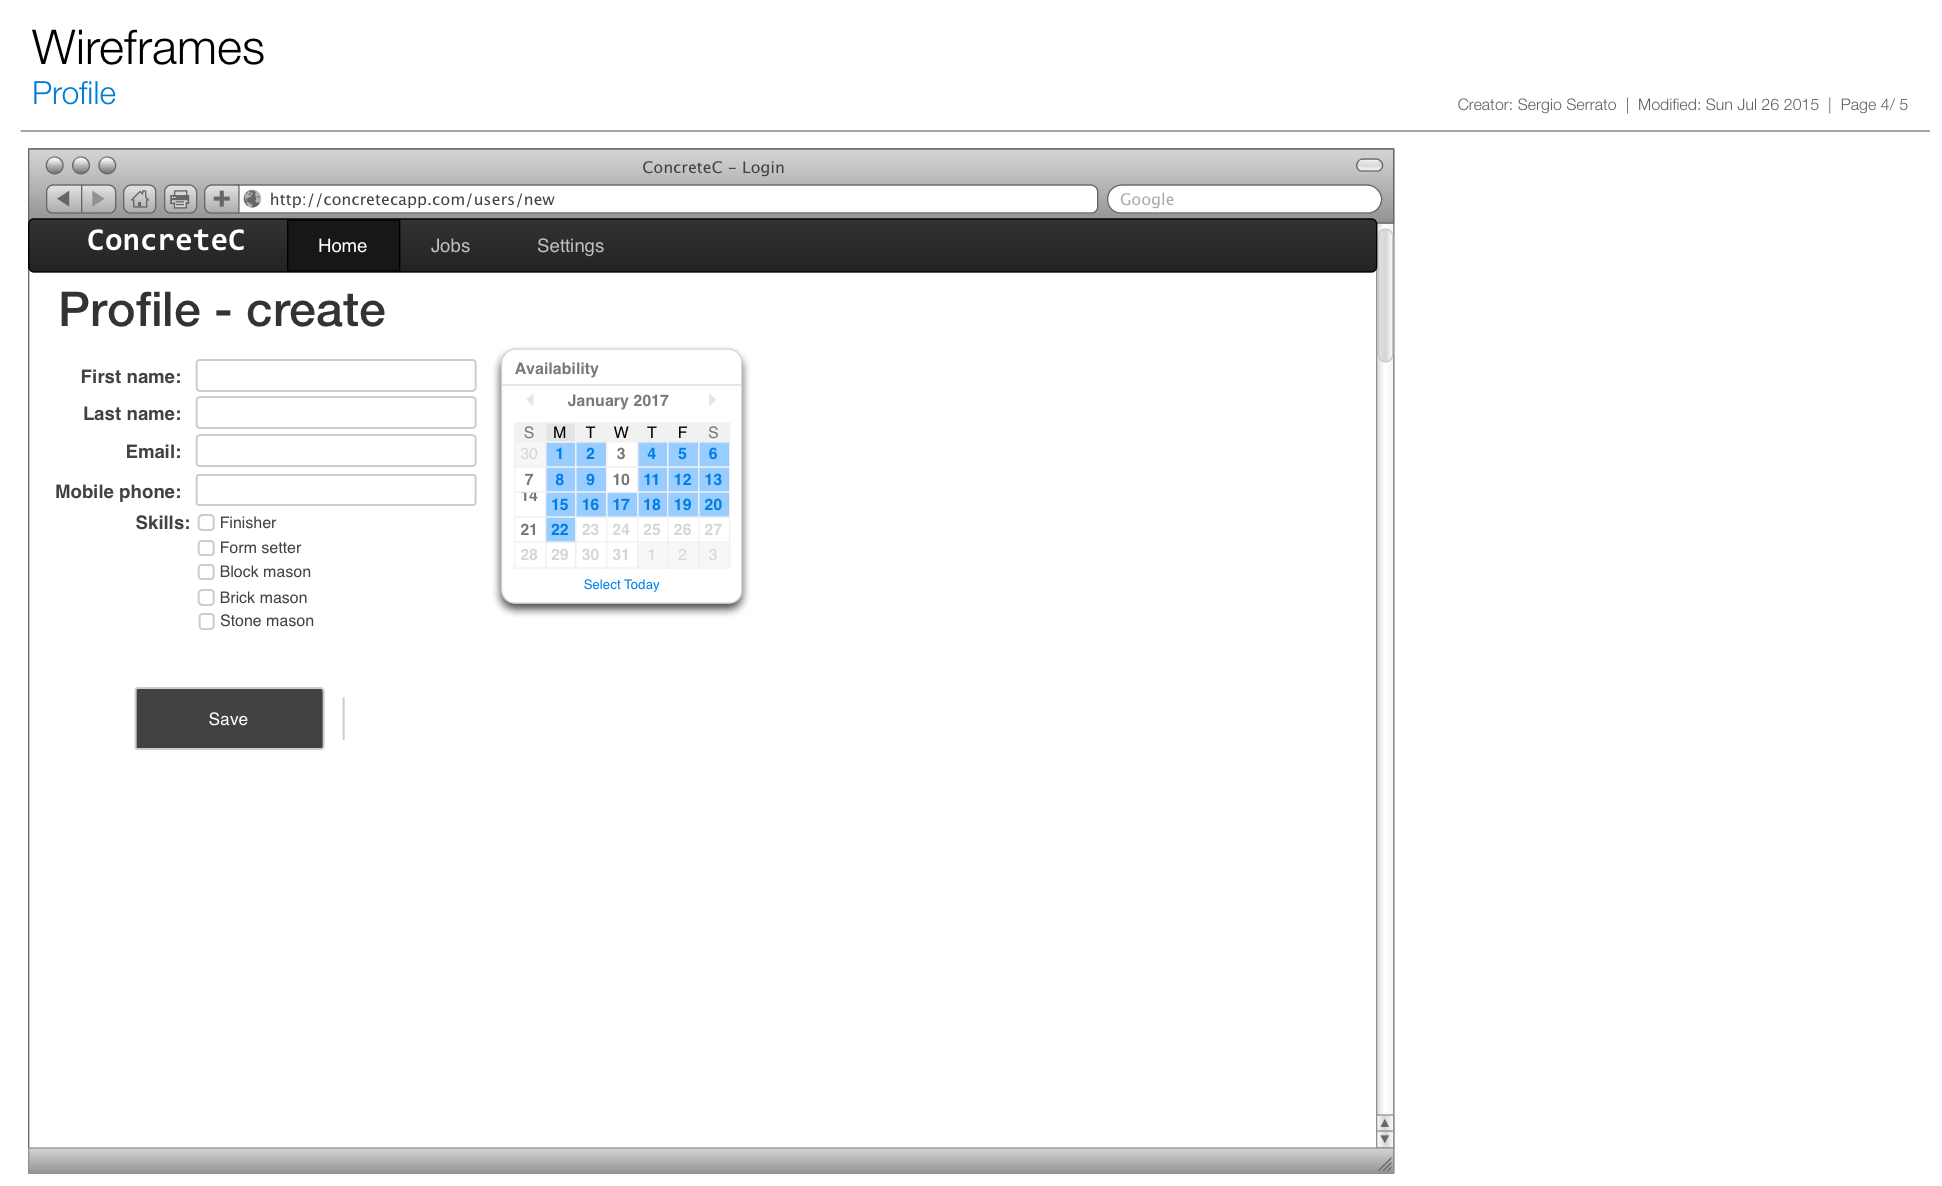 Wireframes
Profile
Creator: Sergio Serrato | Modified: Sun Jul 26 2015 | Page 4/ 5
ConcreteC – Login
http://concretecapp.com/users/new
Google
ConcreteC Home Jobs Settings
Profile - create
First name:
Last name:
Email:
Mobile phone:
Skills: Finisher
Form setter
Block mason
Brick mason
Stone mason
Save
Availability
January 2017
S M T W T F S
30 1 2 3 4 5 6
7 8 9 10 11 12 13
14 15 16 17 18 19 20
21 22 23 24 25 26 27
28 29 30 31 1 2 3
Select Today